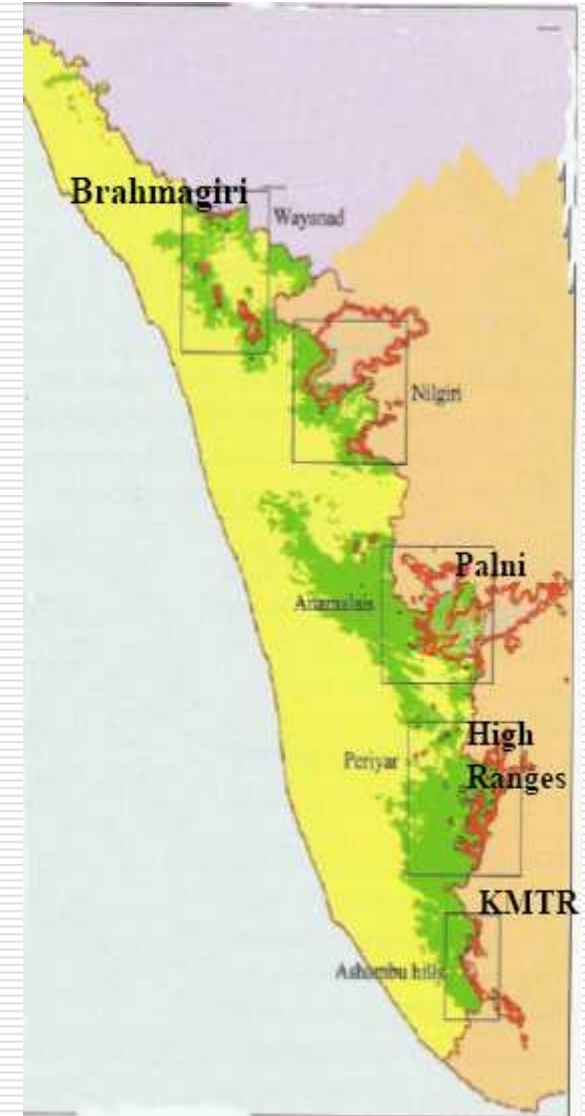 Brahmagiri
Wayanad
Nilgiri
Palni
Anamalais
High
Ranges
Periyar
KMTR
Ashambu hills